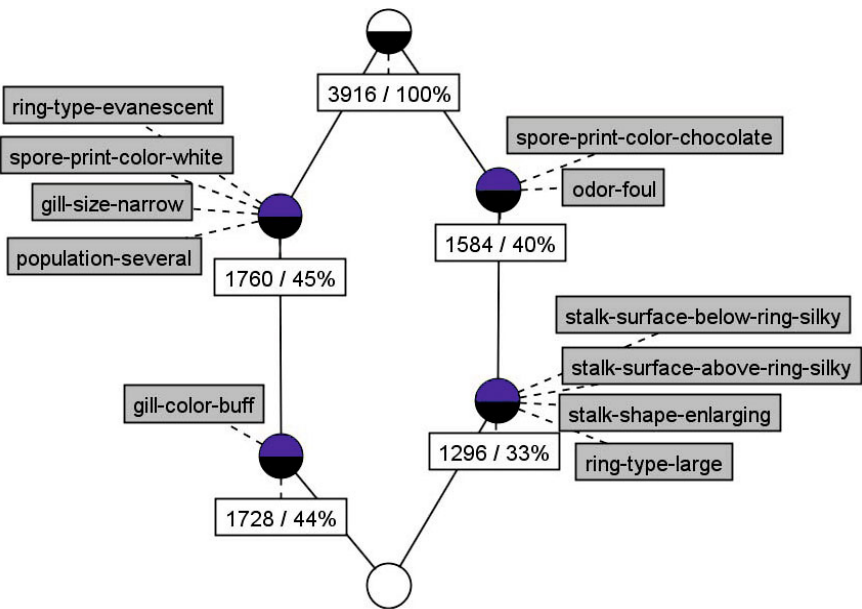 3916 / 100%
ring-type-evanescent
spore-print-color-white
gill-size-narrow
population-several
1760 / 45%
spore-print-color-chocolate
odor-foul
1584 / 40%
stalk-surface-below-ring-silky
stalk-surface-above-ring-silky
stalk-shape-enlarging
ring-type-large
1296 / 33%
gill-color-buff
1728 / 44%